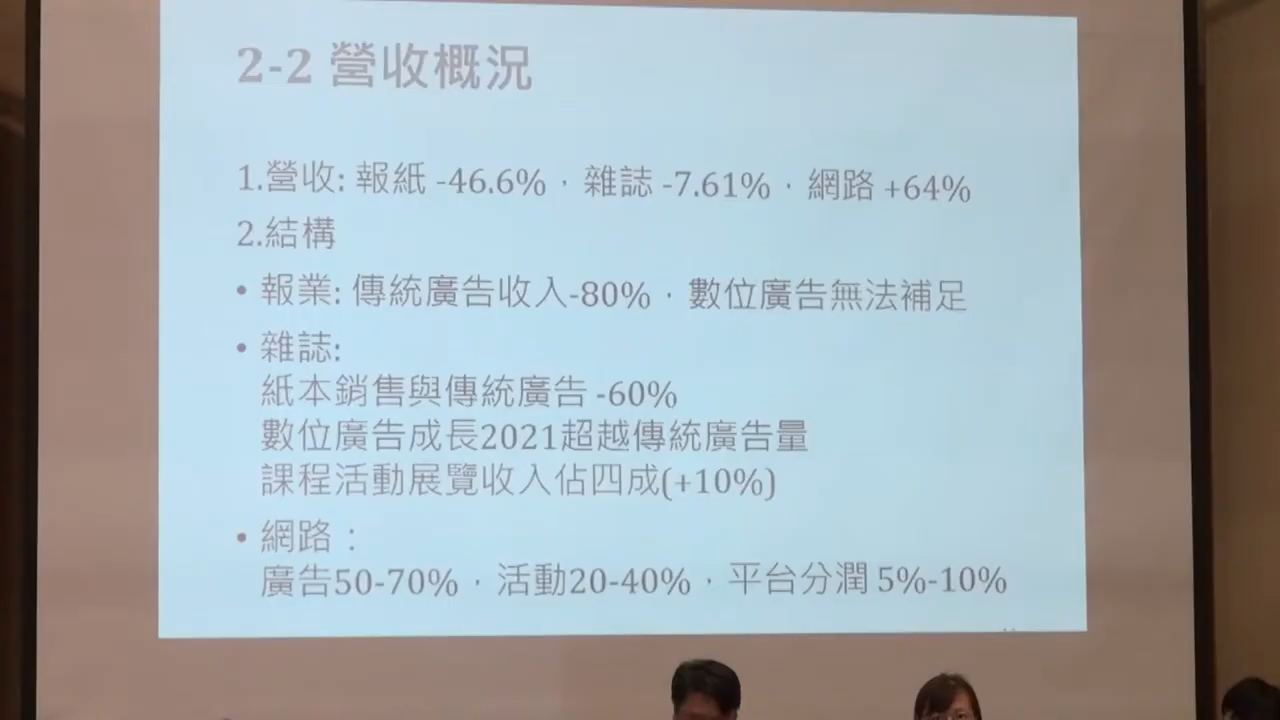 2-2 營收概況
1.營收: 報紙 -46.6%，雜誌 -7.61%，網路 +64%
2.結構
• 報業: 傳統廣告收入-80%，數位廣告無法補足
• 雜誌:
紙本銷售與傳統廣告 -60%
數位廣告成長2021超越傳統廣告量
課程活動展覽收入佔四成(+10%)
• 網路：
廣告50-70%，活動20-40%，平台分潤 5%-10%